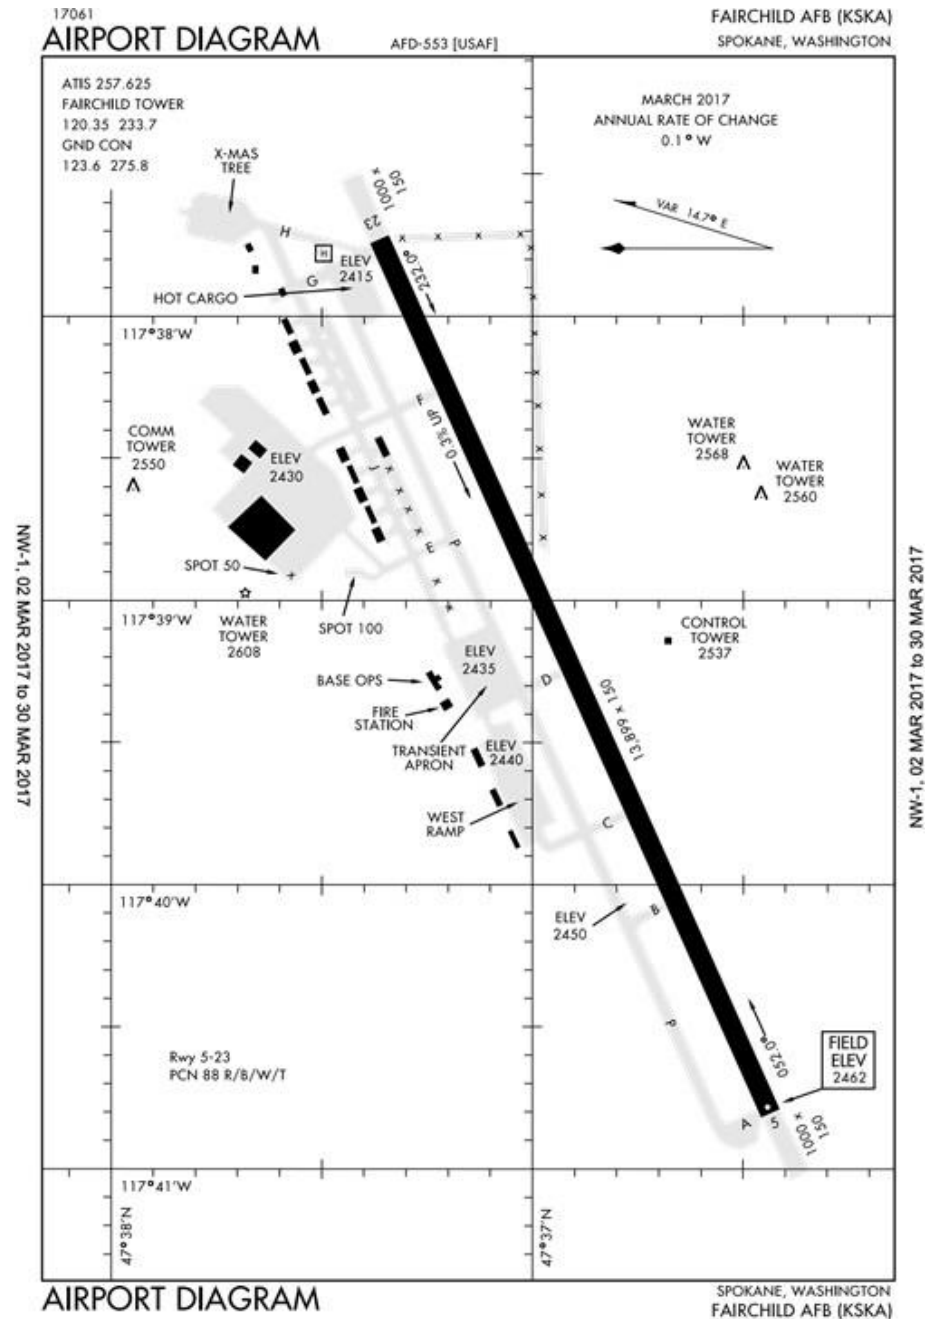 17061
AIRPORT DIAGRAM
AFD-553 [USAF]
FAIRCHILD AFB (KSKA)
SPOKANE, WASHINGTON
ATIS 257.625
FAIRCHILD TOWER
120.35 233.7
GND CON
123.6 275.8
MARCH 2017
ANNUAL RATE OF CHANGE
0.1° W
VAR 14.7° E
X-MAS
TREE
1000 x
150
23
H
H
ELEV
2415
G
HOT CARGO
232.0°
117°38'W
F
0.3% UP
COMM
TOWER
2550
ELEV
2430
J
WATER
TOWER
2568
WATER
TOWER
2560
E
P
SPOT 50
117°39'W
WATER
TOWER
2608
SPOT 100
CONTROL
TOWER
2537
ELEV
2435
BASE OPS
D
FIRE
STATION
13,899 x 150
TRANSIENT
APRON
ELEV
2440
WEST
RAMP
C
117°40'W
ELEV
2450
B
P
Rwy 5-23
PCN 88 R/B/W/T
052.0°
FIELD
ELEV
2462
A
5
1000 x
150
117°41'W
47°38'N
47°37'N
NW-1, 02 MAR 2017 to 30 MAR 2017
NW-1, 02 MAR 2017 to 30 MAR 2017
AIRPORT DIAGRAM
SPOKANE, WASHINGTON
FAIRCHILD AFB (KSKA)